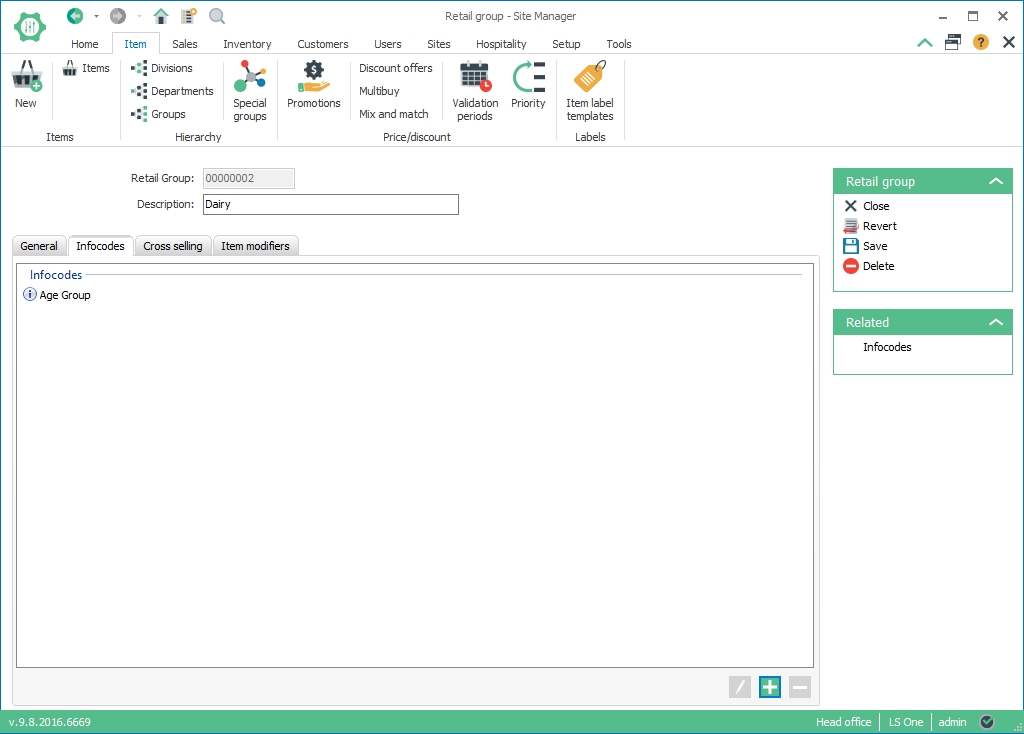 Retail group - Site Manager
Home Item Sales Inventory Customers Users Sites Hospitality Setup Tools
New
Items
Items
Divisions
Departments
Groups
Special groups
Hierarchy
Promotions
Discount offers
Multibuy
Mix and match
Validation periods
Priority
Price/discount
Item label templates
Labels
Retail Group: 00000002
Description: Dairy
General Infocodes Cross selling Item modifiers
Infocodes
Age Group
Retail group
Close
Revert
Save
Delete
Related
Infocodes
v.9.8.2016.6669
Head office LS One admin